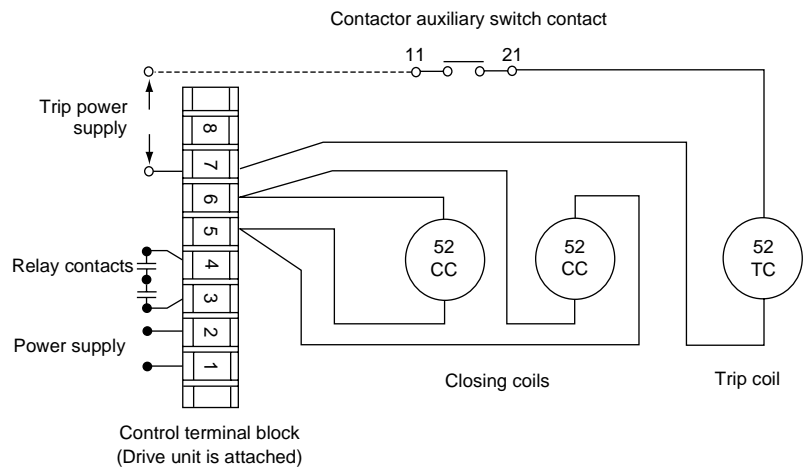 Contactor auxiliary switch contact
11
21
Trip power
supply
8
7
6
5
4
3
2
1
Relay contacts
Power supply
52
CC
52
CC
52
TC
Closing coils
Trip coil
Control terminal block
(Drive unit is attached)